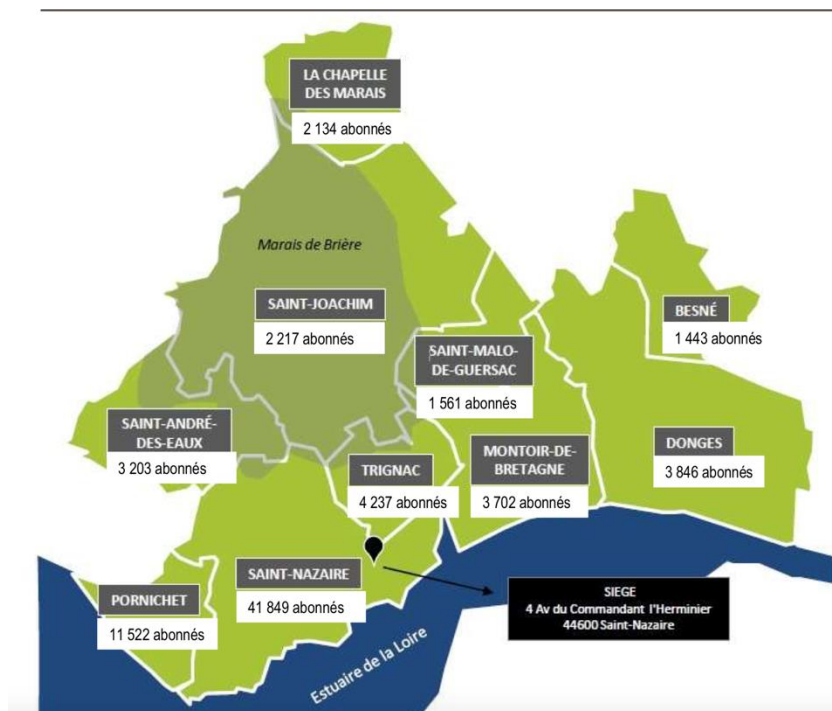 LA CHAPELLE
DES MARAIS
2 134 abonnés
Marais de Brière
SAINT-JOACHIM
2 217 abonnés
BESNÉ
1 443 abonnés
SAINT-MALO-
DE-GUERSAC
1 561 abonnés
SAINT-ANDRÉ-
DES-EAUX
3 203 abonnés
TRIGNAC
4 237 abonnés
MONTOIR-DE-
BRETAGNE
3 702 abonnés
DONGES
3 846 abonnés
SAINT-NAZAIRE
41 849 abonnés
PORNICHET
11 522 abonnés
SIEGE
4 Av du Commandant l'Herminier
44600 Saint-Nazaire
Estuaire de la Loire